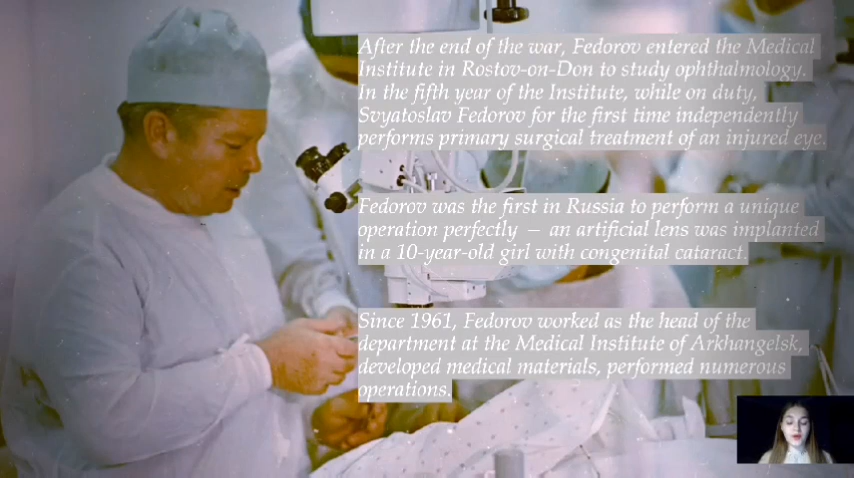 After the end of the war, Fedorov entered the Medical
Institute in Rostov-on-Don to study ophthalmology.
In the fifth year of the Institute, while on duty,
Svyatoslav Fedorov for the first time independently
performs primary surgical treatment of an injured eye.
Fedorov was the first in Russia to perform a unique
operation perfectly — an artificial lens was implanted
in a 10-year-old girl with congenital cataract.
Since 1961, Fedorov worked as the head of the
department at the Medical Institute of Arkhangelsk,
developed medical materials, performed numerous
operations.